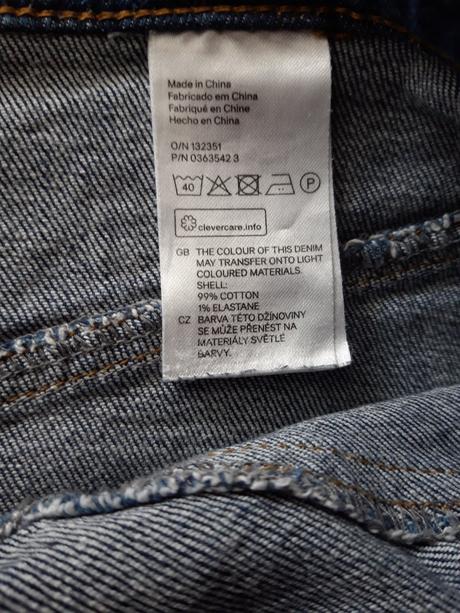 Made in China
Fabricado em China
Fabriqué en Chine
Hecho en China
O/N 132351
P/N 0363542 3
40 P
clevercare.info
GB THE COLOUR OF THIS DENIM
MAY TRANSFER ONTO LIGHT
COLOURED MATERIALS
SHELL:
99% COTTON
1% ELASTANE
CZ BARVA TÉTO DŽÍNOVINY
SE MŮŽE PŘENÉST NA
MATERIÁLY SVĚTLÉ
BARVY.